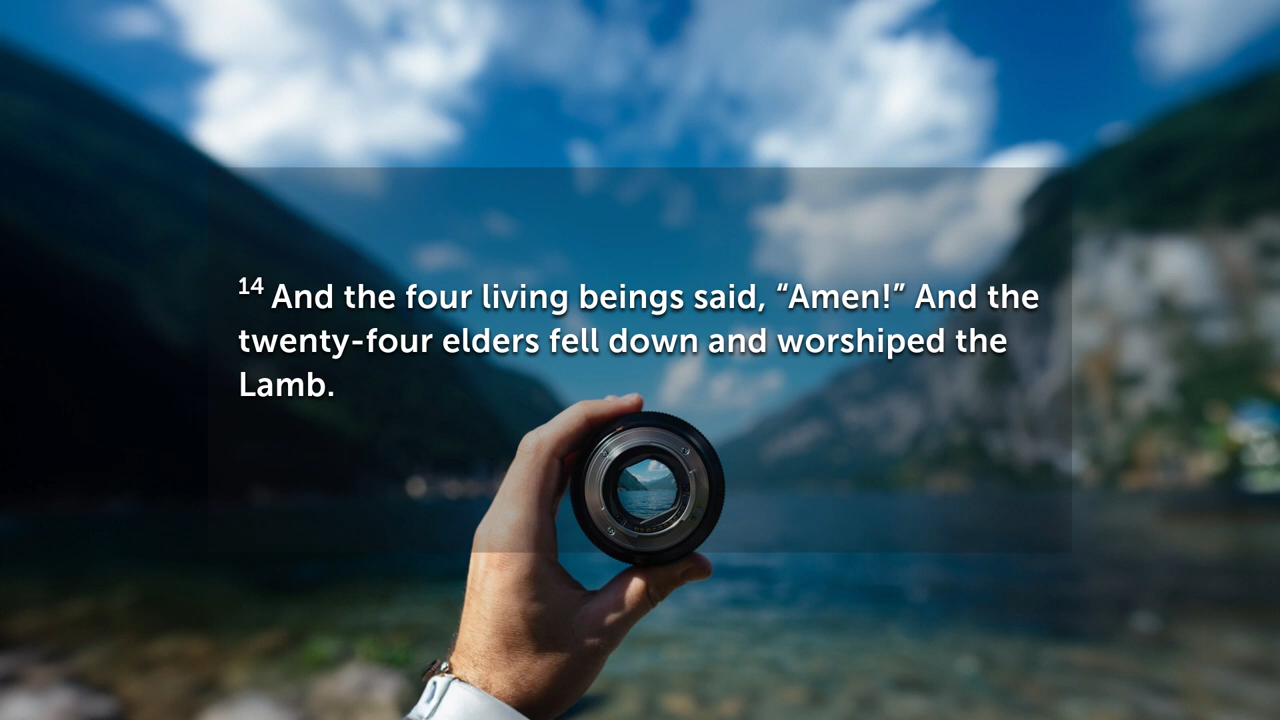 14 And the four living beings said, “Amen!” And the
twenty-four elders fell down and worshiped the
Lamb.